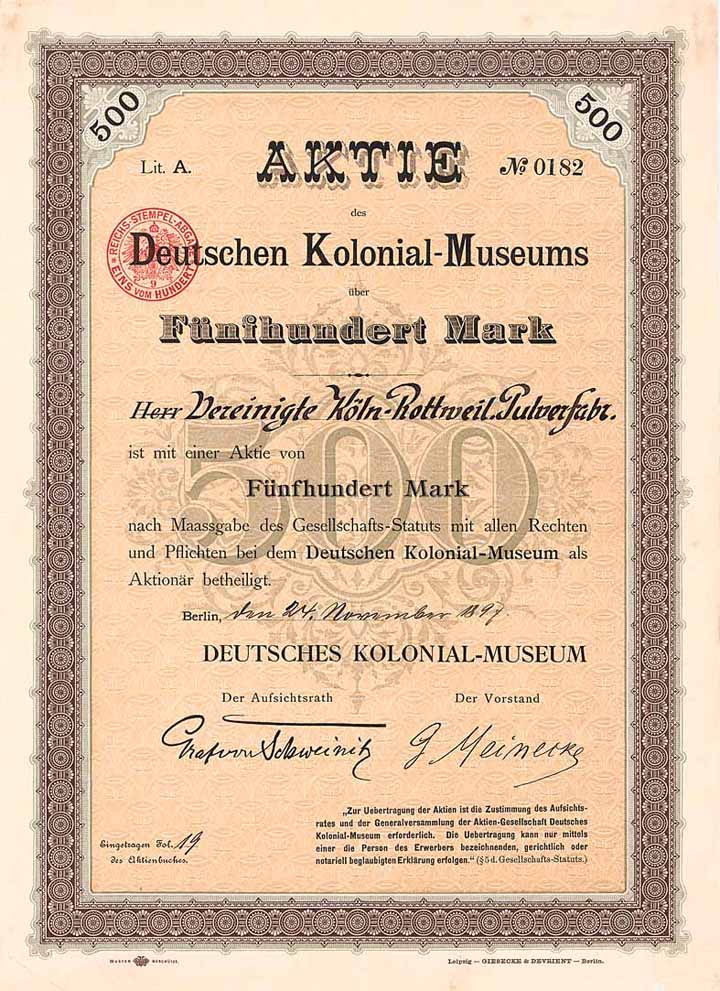 500
500
Lit. A.
AKTIE
№ 0182
des
REICHS-STEMPEL-ABGABE
9
EINS VOM HUNDERT
Deutschen Kolonial-Museums
über
Fünfhundert Mark
Herr Vereinigte Köln-Rottweil. Pulverfabr.
ist mit einer Aktie von
500
Fünfhundert Mark
nach Maassgabe des Gesellschafts-Statuts mit allen Rechten
und Pflichten bei dem Deutschen Kolonial-Museum als
Aktionär betheiligt.
Berlin, den 24. November 1897.
DEUTSCHES KOLONIAL-MUSEUM
Der Aufsichtsrath
Der Vorstand
Graf von Schweinitz
G Meinecke
Eingetragen Fol. 19
des Aktienbuches.
„Zur Uebertragung der Aktien ist die Zustimmung des Aufsichts-
rates und der Generalversammlung der Aktien-Gesellschaft Deutsches
Kolonial-Museum erforderlich. Die Uebertragung kann nur mittels
einer die Person des Erwerbers bezeichnenden, gerichtlich oder
notariell beglaubigten Erklärung erfolgen." (§ 5 d. Gesellschafts-Statuts.)
MUSTER GESCHÜTZT.
Leipzig — GIESECKE & DEVRIENT — Berlin.